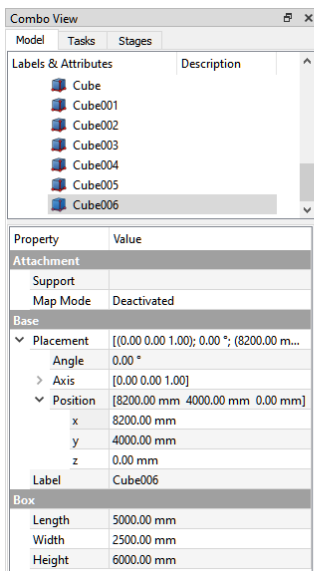 Combo View
Model Tasks Stages
Labels & Attributes Description
Cube
Cube001
Cube002
Cube003
Cube004
Cube005
Cube006
Property Value
Attachment
Support
Map Mode Deactivated
Base
Placement [(0.00 0.00 1.00); 0.00 °; (8200.00 m...
Angle 0.00 °
Axis [0.00 0.00 1.00]
Position [8200.00 mm 4000.00 mm 0.00 mm]
x 8200.00 mm
y 4000.00 mm
z 0.00 mm
Label Cube006
Box
Length 5000.00 mm
Width 2500.00 mm
Height 6000.00 mm